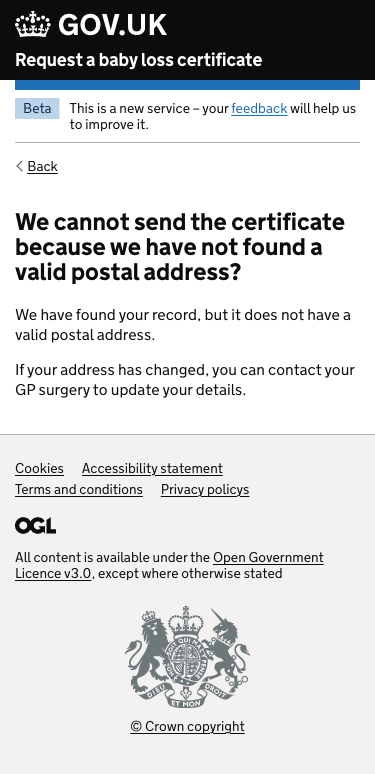 GOV.UK
Request a baby loss certificate
Beta
This is a new service – your feedback will help us
to improve it.
Back
We cannot send the certificate
because we have not found a
valid postal address?
We have found your record, but it does not have a
valid postal address.
If your address has changed, you can contact your
GP surgery to update your details.
Cookies Accessibility statement
Terms and conditions Privacy policys
OGL
All content is available under the Open Government
Licence v3.0, except where otherwise stated
DIEU ET MON DROIT
© Crown copyright